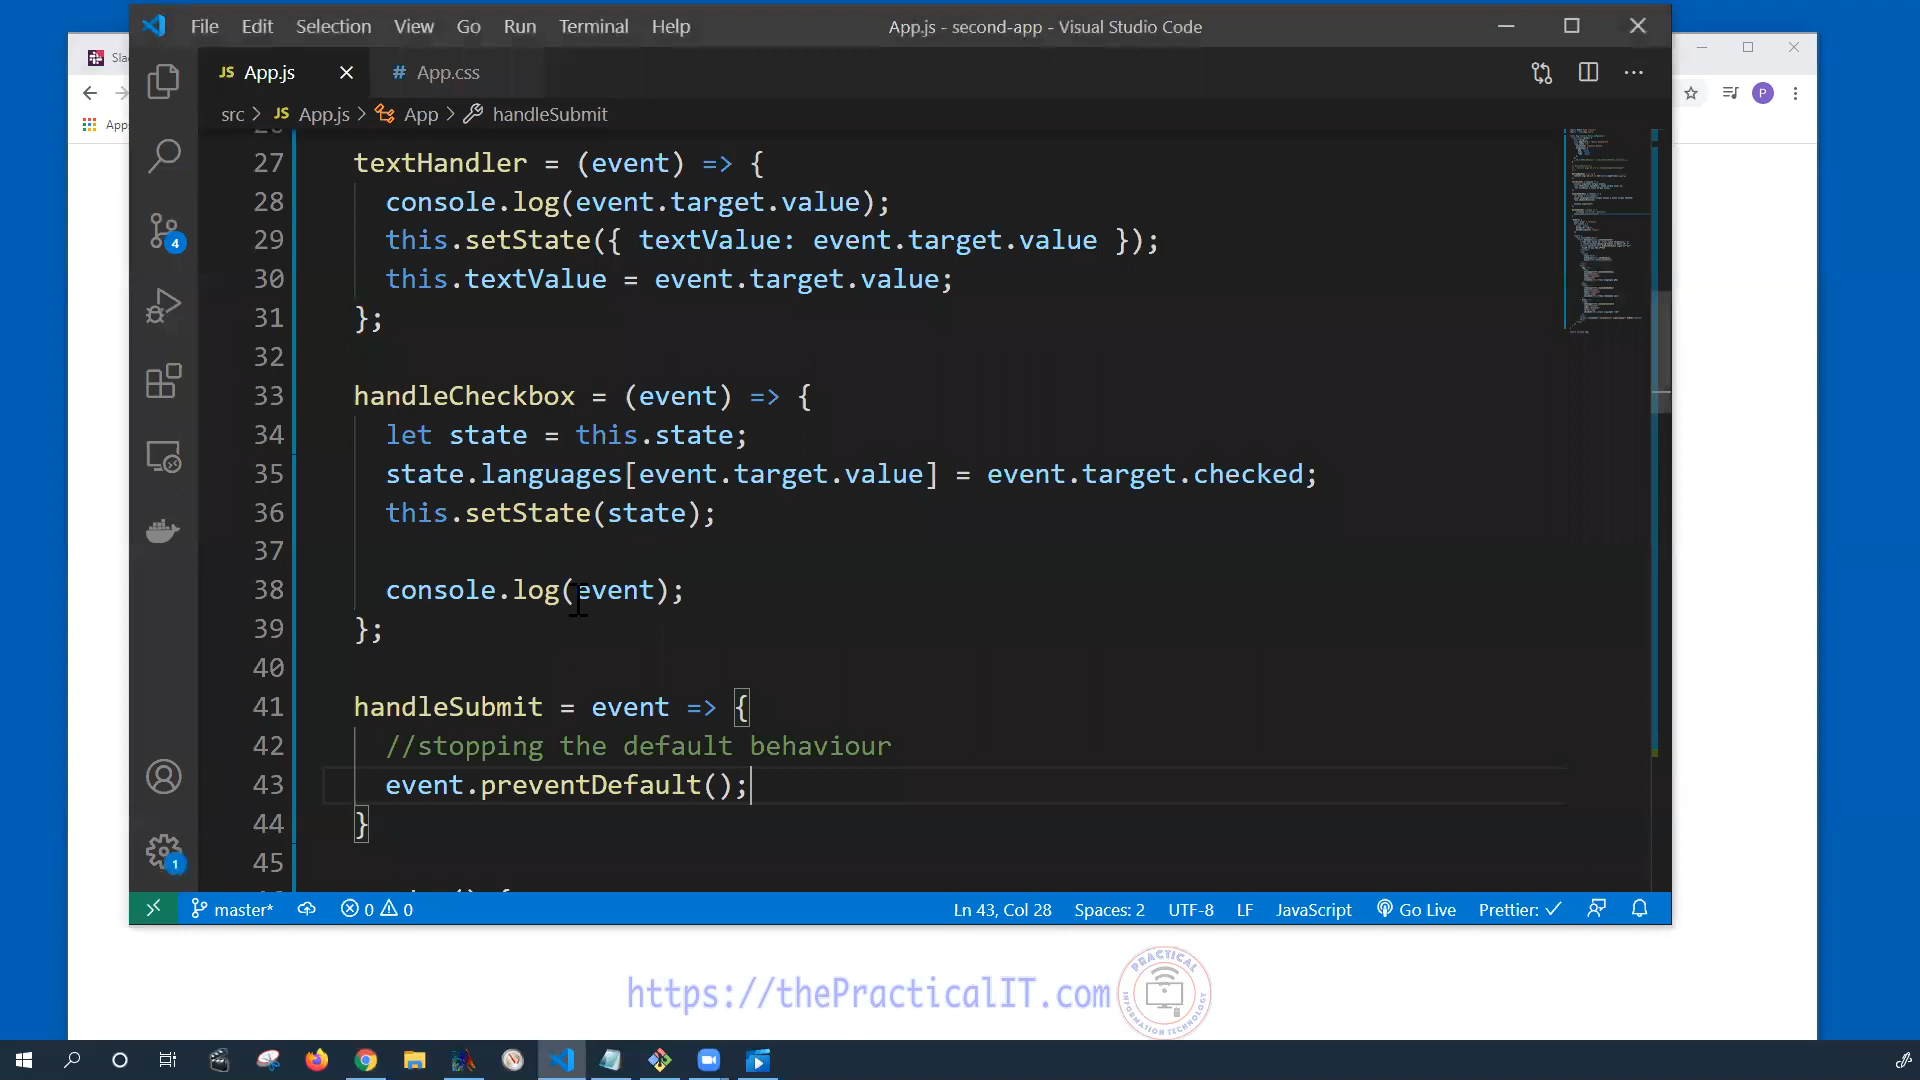 File Edit Selection View Go Run Terminal Help App.js - second-app - Visual Studio Code
JS App.js # App.css
src > JS App.js > App > handleSubmit
27 textHandler = (event) => {
28 console.log(event.target.value);
29 this.setState({ textValue: event.target.value });
30 this.textValue = event.target.value;
31 };
32
33 handleCheckbox = (event) => {
34 let state = this.state;
35 state.languages[event.target.value] = event.target.checked;
36 this.setState(state);
37
38 console.log(event);
39 };
40
41 handleSubmit = event => {
42 //stopping the default behaviour
43 event.preventDefault();
44 }
45
4
1
P
master* 0 0 Ln 43, Col 28 Spaces: 2 UTF-8 LF JavaScript Go Live Prettier: ✓
https://thePracticalIT.com
PRACTICAL
INFORMATION TECHNOLOGY